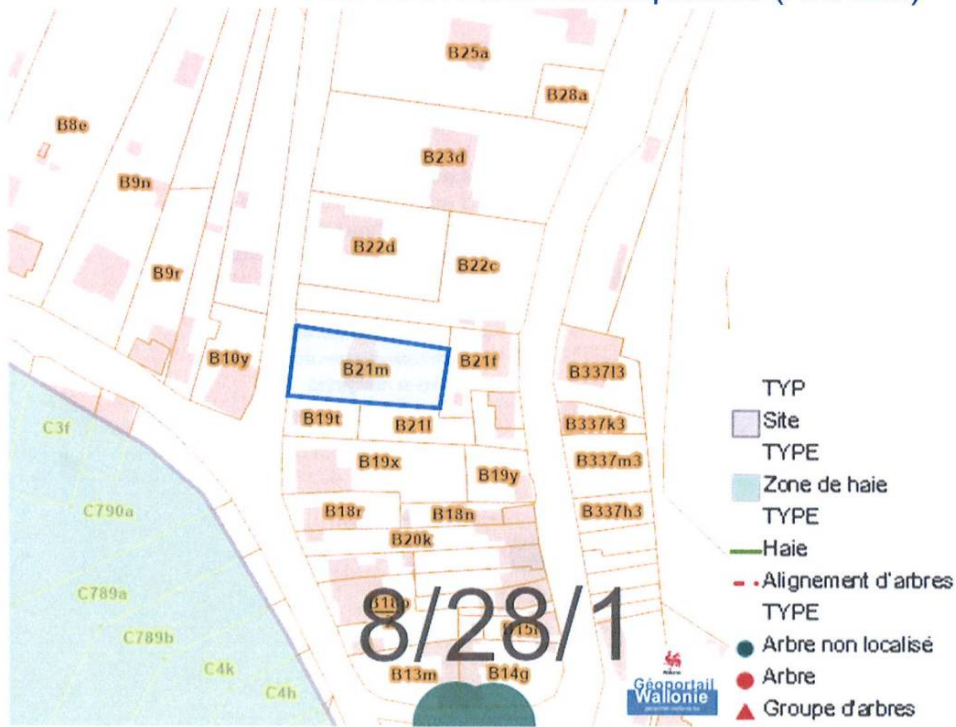 B25a
B28a
B8e
B23d
B9n
B22d
B22c
B9r
B10y
B21m
B21f
B337l3
TYP
Site
TYPE
Zone de haie
TYPE
Haie
Alignement d'arbres
TYPE
Arbre non localisé
Arbre
Groupe d'arbres
C3f
B19t
B21l
B337k3
B19x
B19y
B337m3
C790a
B18r
B18n
B337h3
B20k
C789a
8/28/1
C789b
C4k
B13m
B14g
C4h
Géoportail
Wallonie